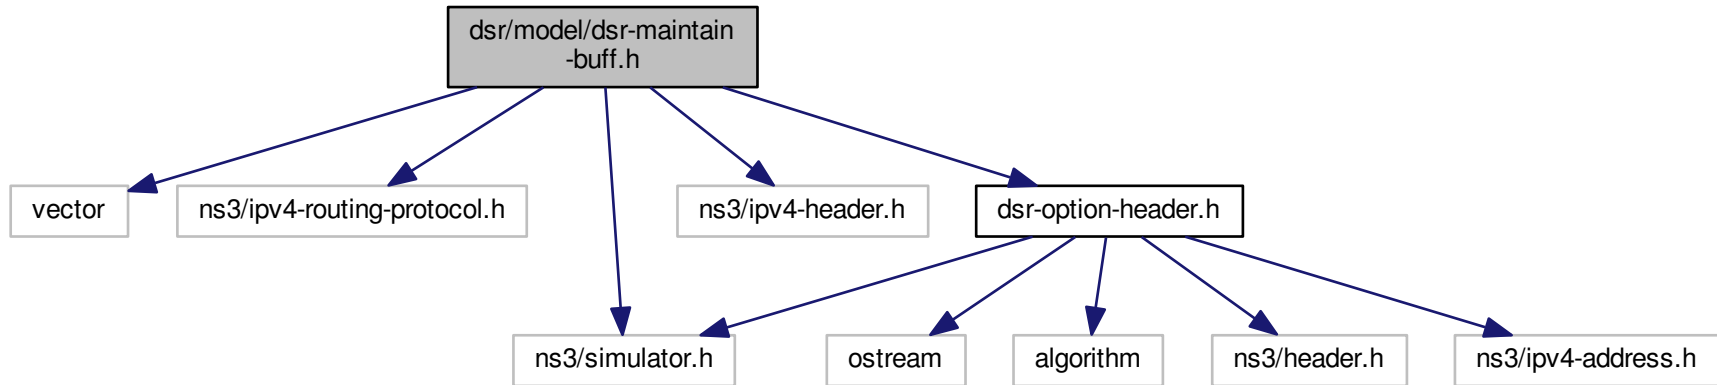 dsr/model/dsr-maintain
-buff.h
vector
ns3/ipv4-routing-protocol.h
ns3/ipv4-header.h
dsr-option-header.h
ns3/simulator.h
ostream
algorithm
ns3/header.h
ns3/ipv4-address.h